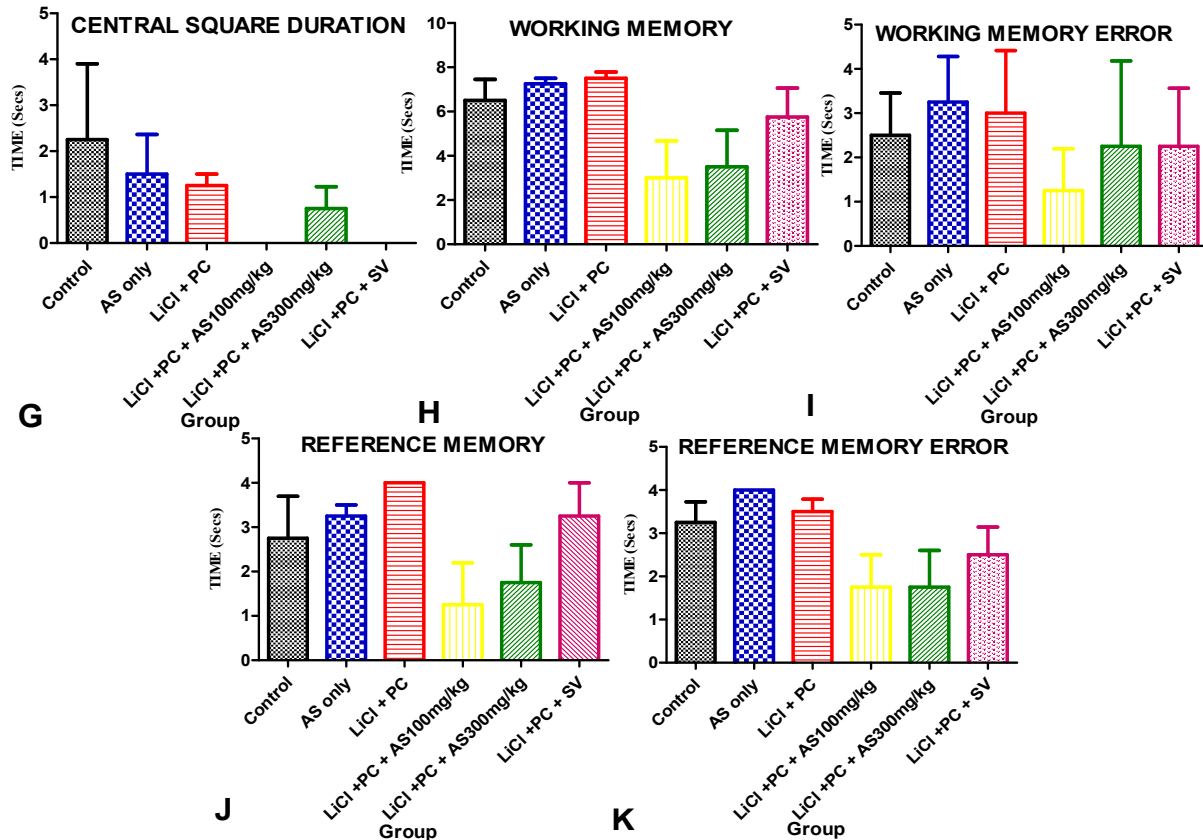 CENTRAL SQUARE DURATION
TIME (Secs)
5
4
3
2
1
0
Control
AS only
LiCl + PC
LiCl +PC + AS100mg/kg
LiCl +PC + AS300mg/kg
LiCl +PC + SV
G
Group
WORKING MEMORY
TIME (Secs)
10
8
6
4
2
0
Control
AS only
LiCl + PC
LiCl +PC + AS100mg/kg
LiCl +PC + AS300mg/kg
LiCl +PC + SV
H
Group
WORKING MEMORY ERROR
TIME (Secs)
5
4
3
2
1
0
Control
AS only
LiCl + PC
LiCl +PC + AS100mg/kg
LiCl +PC + AS300mg/kg
LiCl +PC + SV
I
Group
REFERENCE MEMORY
TIME (Secs)
5
4
3
2
1
0
Control
AS only
LiCl + PC
LiCl +PC + AS100mg/kg
LiCl +PC + AS300mg/kg
LiCl +PC + SV
J
Group
REFERENCE MEMORY ERROR
TIME (Secs)
5
4
3
2
1
0
Control
AS only
LiCl + PC
LiCl +PC + AS100mg/kg
LiCl +PC + AS300mg/kg
LiCl +PC + SV
K
Group